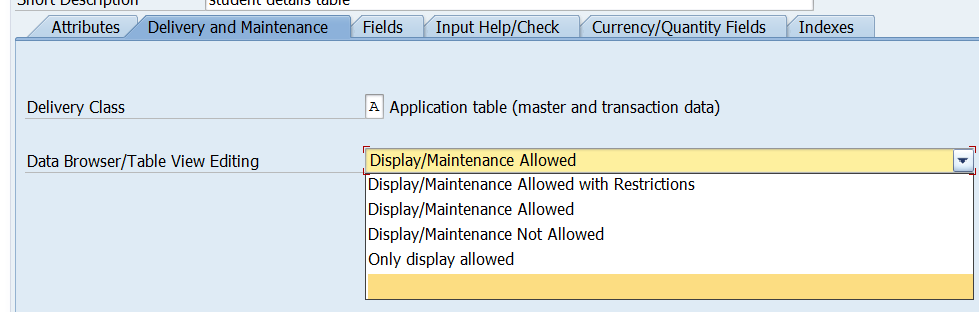 Short Description student details table
Attributes Delivery and Maintenance Fields Input Help/Check Currency/Quantity Fields Indexes
Delivery Class A Application table (master and transaction data)
Data Browser/Table View Editing Display/Maintenance Allowed
Display/Maintenance Allowed with Restrictions
Display/Maintenance Allowed
Display/Maintenance Not Allowed
Only display allowed